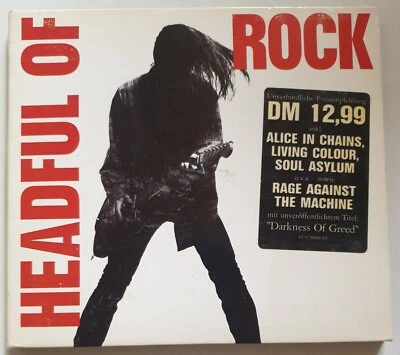 HEADFUL OF
ROCK
Unverbindliche Preisempfehlung
DM 12,99
inkl.
ALICE IN CHAINS,
LIVING COLOUR,
SOUL ASYLUM
u.v.a. - sowie
RAGE AGAINST
THE MACHINE
mit unveröffentlichtem Titel:
"Darkness Of Greed"